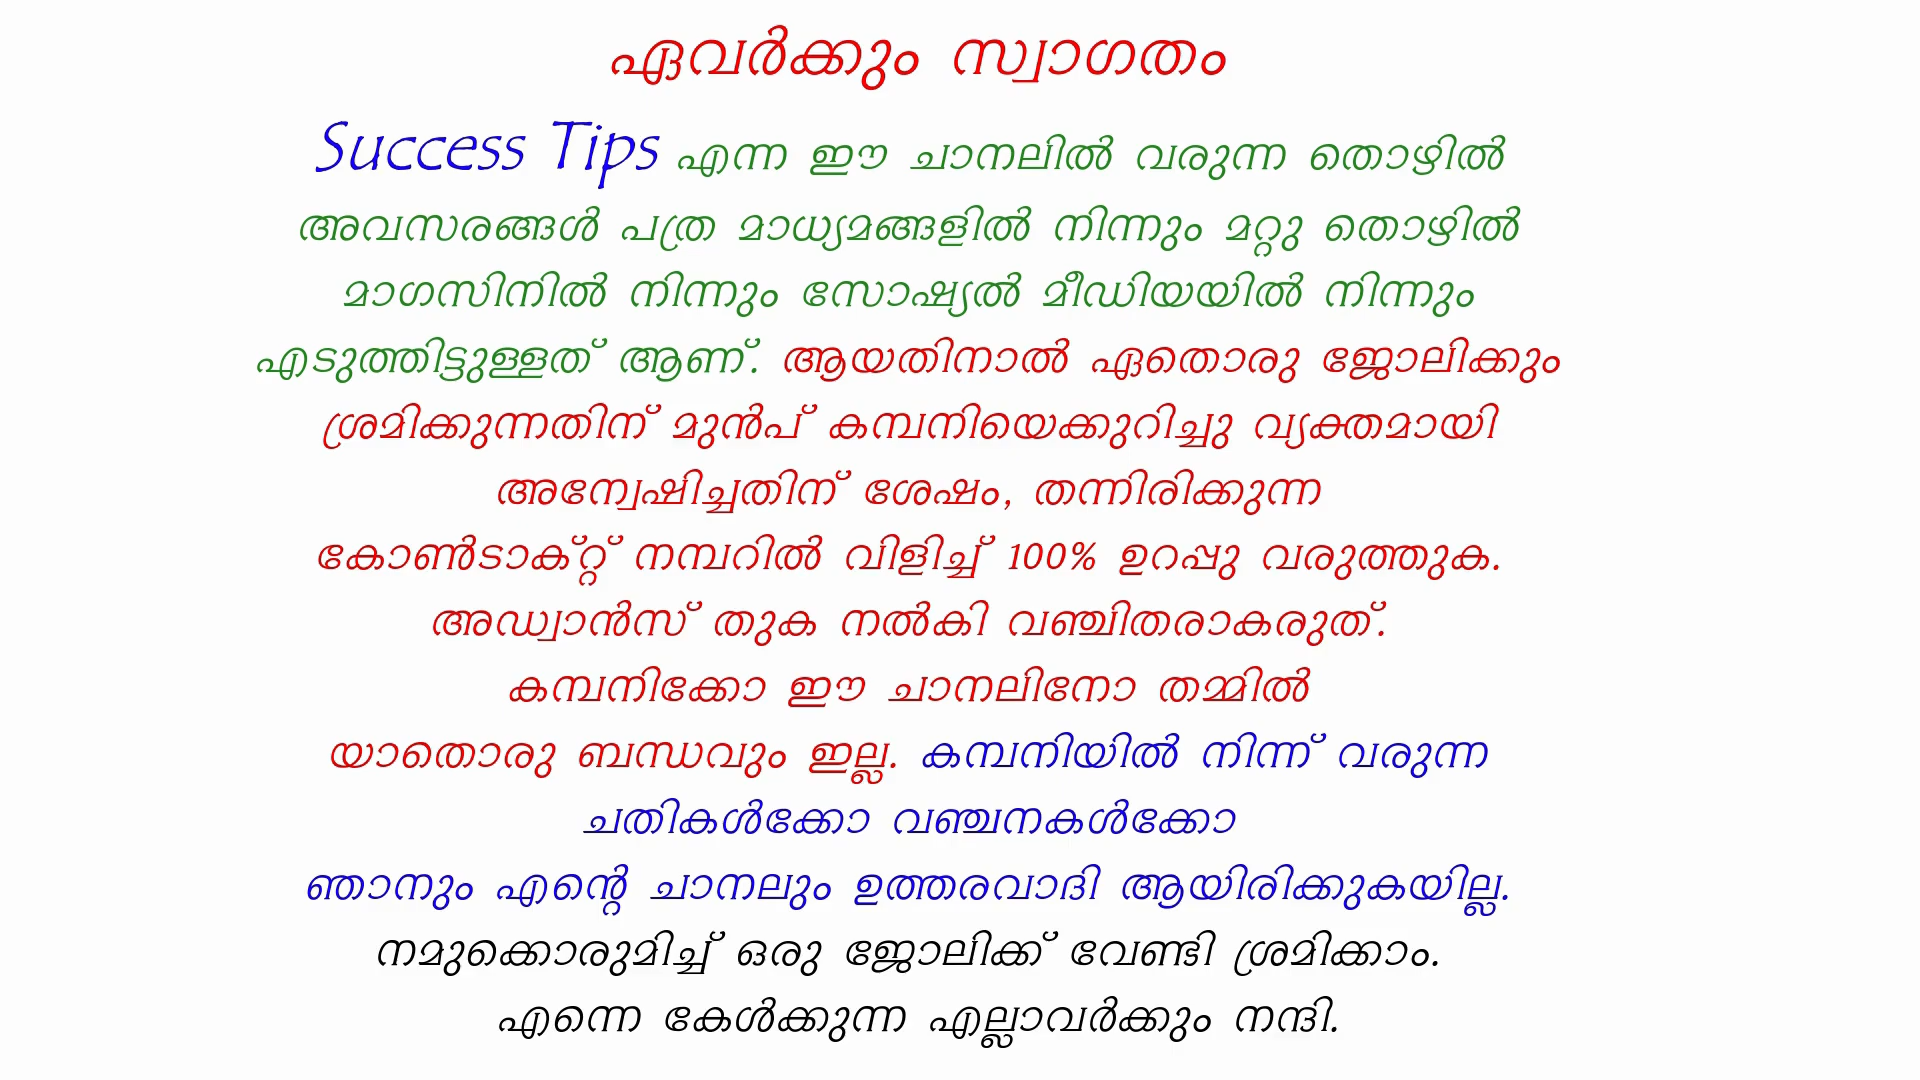 ഏവർക്കും സ്വാഗതം
Success Tips എന്ന ഈ ചാനലിൽ വരുന്ന തൊഴിൽ
അവസരങ്ങൾ പത്ര മാധ്യമങ്ങളിൽ നിന്നും മറ്റു തൊഴിൽ
മാഗസിനിൽ നിന്നും സോഷ്യൽ മീഡിയയിൽ നിന്നും
എടുത്തിട്ടുള്ളത് ആണ്. ആയതിനാൽ ഏതൊരു ജോലിക്കും
ശ്രമിക്കുന്നതിന് മുൻപ് കമ്പനിയെക്കുറിച്ചു വ്യക്തമായി
അന്വേഷിച്ചതിന് ശേഷം, തന്നിരിക്കുന്ന
കോൺടാക്റ്റ് നമ്പറിൽ വിളിച്ച് 100% ഉറപ്പു വരുത്തുക.
അഡ്വാൻസ് തുക നൽകി വഞ്ചിതരാകരുത്.
കമ്പനിക്കോ ഈ ചാനലിനോ തമ്മിൽ
യാതൊരു ബന്ധവും ഇല്ല. കമ്പനിയിൽ നിന്ന് വരുന്ന
ചതികൾക്കോ വഞ്ചനകൾക്കോ
ഞാനും എന്റെ ചാനലും ഉത്തരവാദി ആയിരിക്കുകയില്ല.
നമുക്കൊരുമിച്ച് ഒരു ജോലിക്ക് വേണ്ടി ശ്രമിക്കാം.
എന്നെ കേൾക്കുന്ന എല്ലാവർക്കും നന്ദി.